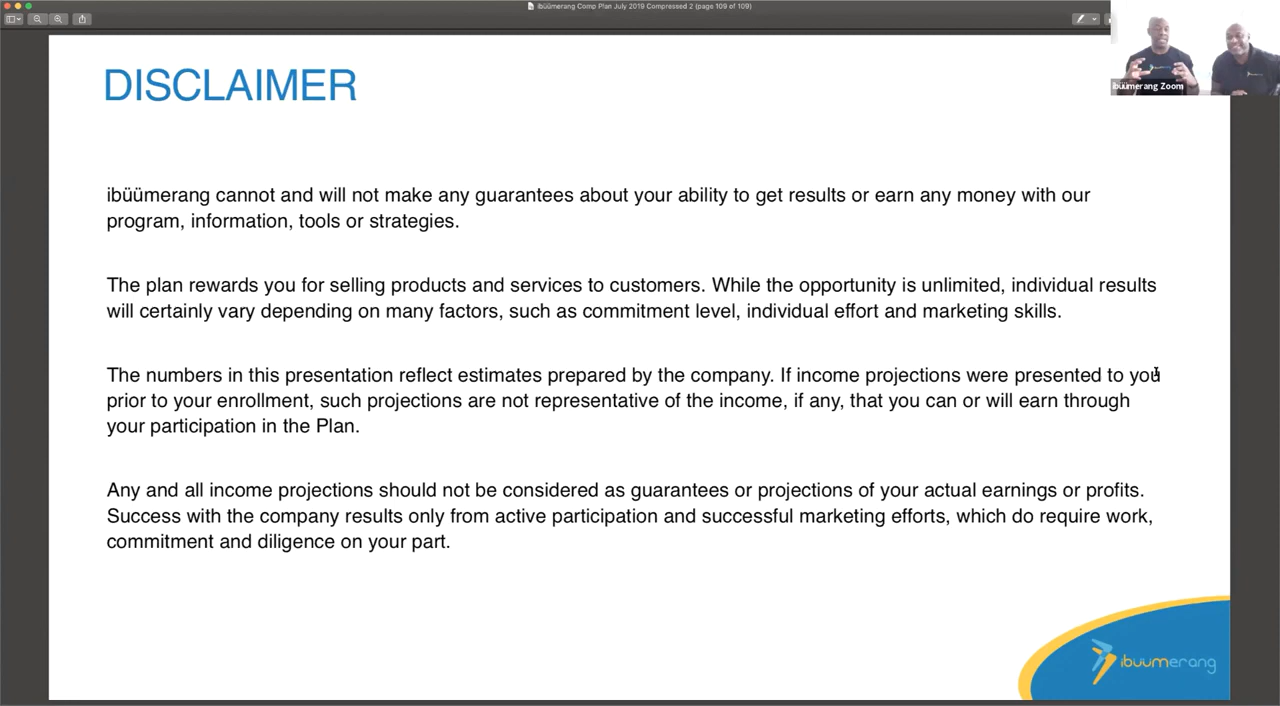 ibüümerang Comp Plan July 2019 Compressed 2 (page 109 of 109)
ibüümerang Zoom
DISCLAIMER
ibüümerang cannot and will not make any guarantees about your ability to get results or earn any money with our
program, information, tools or strategies.
The plan rewards you for selling products and services to customers. While the opportunity is unlimited, individual results
will certainly vary depending on many factors, such as commitment level, individual effort and marketing skills.
The numbers in this presentation reflect estimates prepared by the company. If income projections were presented to you
prior to your enrollment, such projections are not representative of the income, if any, that you can or will earn through
your participation in the Plan.
Any and all income projections should not be considered as guarantees or projections of your actual earnings or profits.
Success with the company results only from active participation and successful marketing efforts, which do require work,
commitment and diligence on your part.
ibuumerang